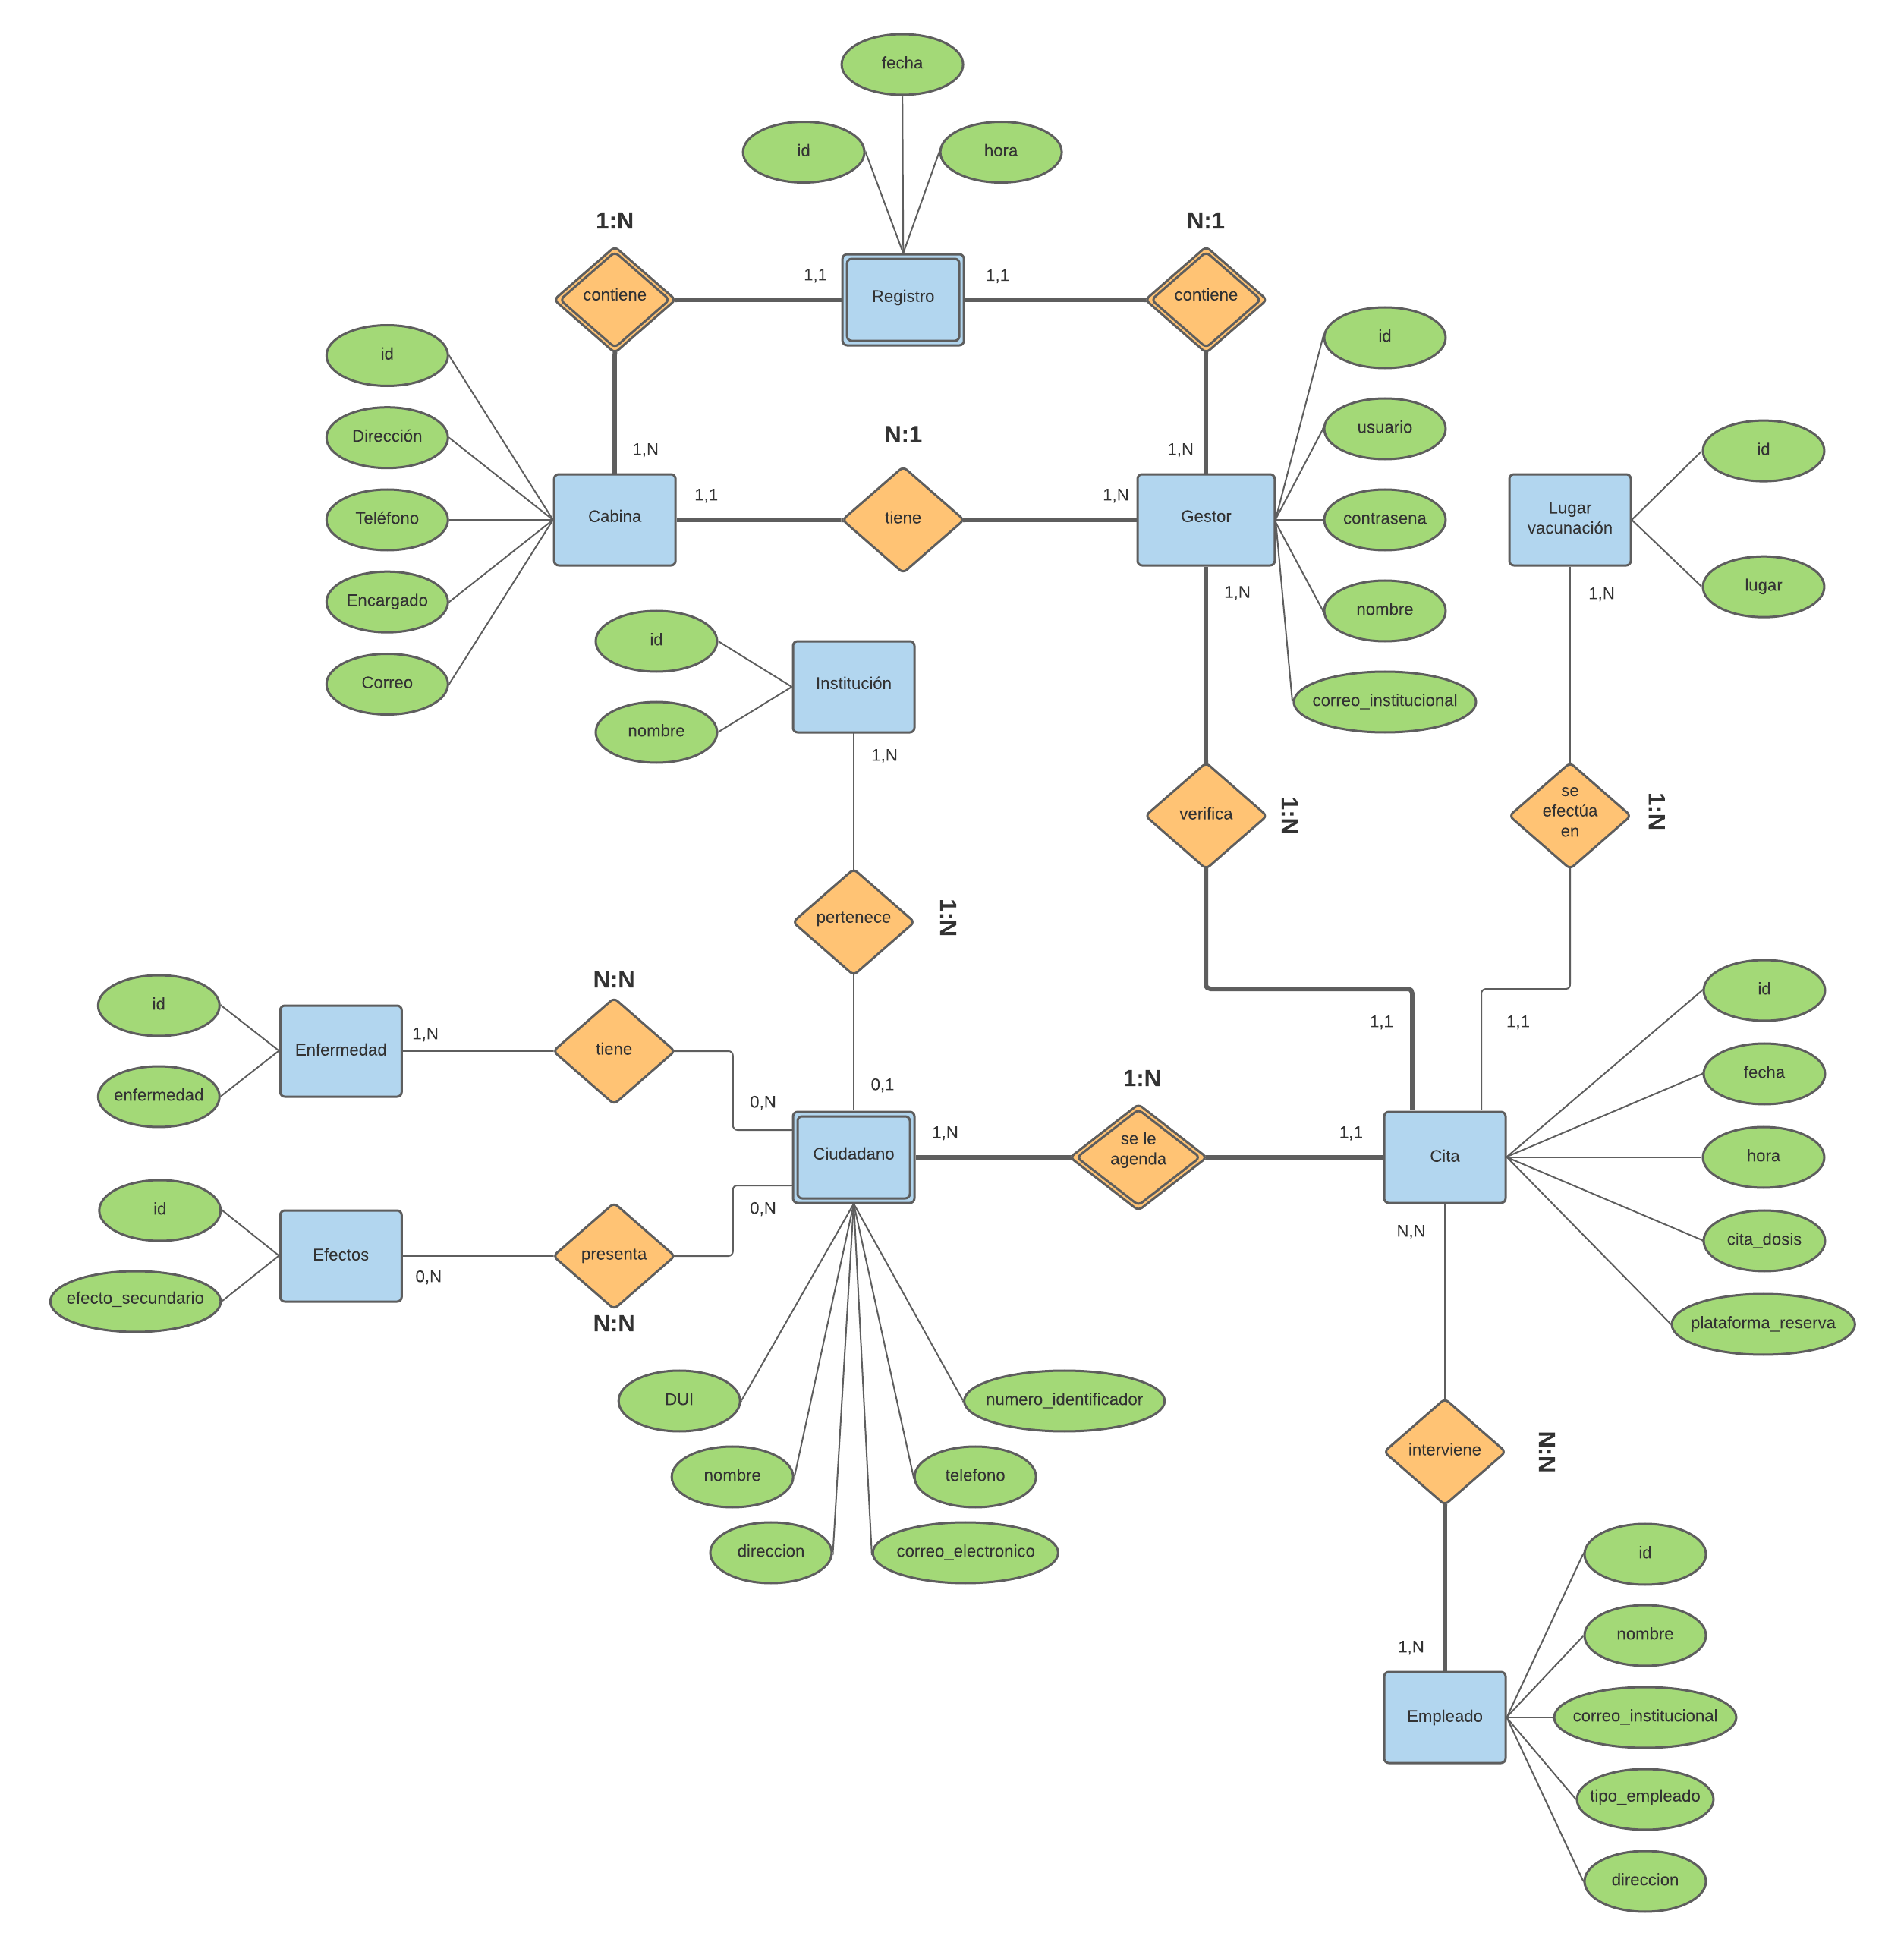 fecha
id
hora
1:N
N:1
contiene
1,1
Registro
1,1
contiene
id
id
Dirección
Teléfono
Encargado
Correo
1,N
N:1
1,N
usuario
contrasena
nombre
correo_institucional
Cabina
1,1
tiene
1,N
Gestor
1,N
Lugar
vacunación
1,N
id
lugar
id
nombre
Institución
1,N
verifica
1:N
se
efectúa
en
1:N
pertenece
1:N
N:N
id
enfermedad
Enfermedad
1,N
tiene
0,N
0,1
1,1
1,1
id
fecha
hora
cita_dosis
plataforma_reserva
1:N
Ciudadano
1,N
se le
agenda
1,1
Cita
id
efecto_secundario
Efectos
0,N
presenta
0,N
N:N
N,N
DUI
nombre
direccion
numero_identificador
telefono
correo_electronico
interviene
N:N
1,N
Empleado
id
nombre
correo_institucional
tipo_empleado
direccion